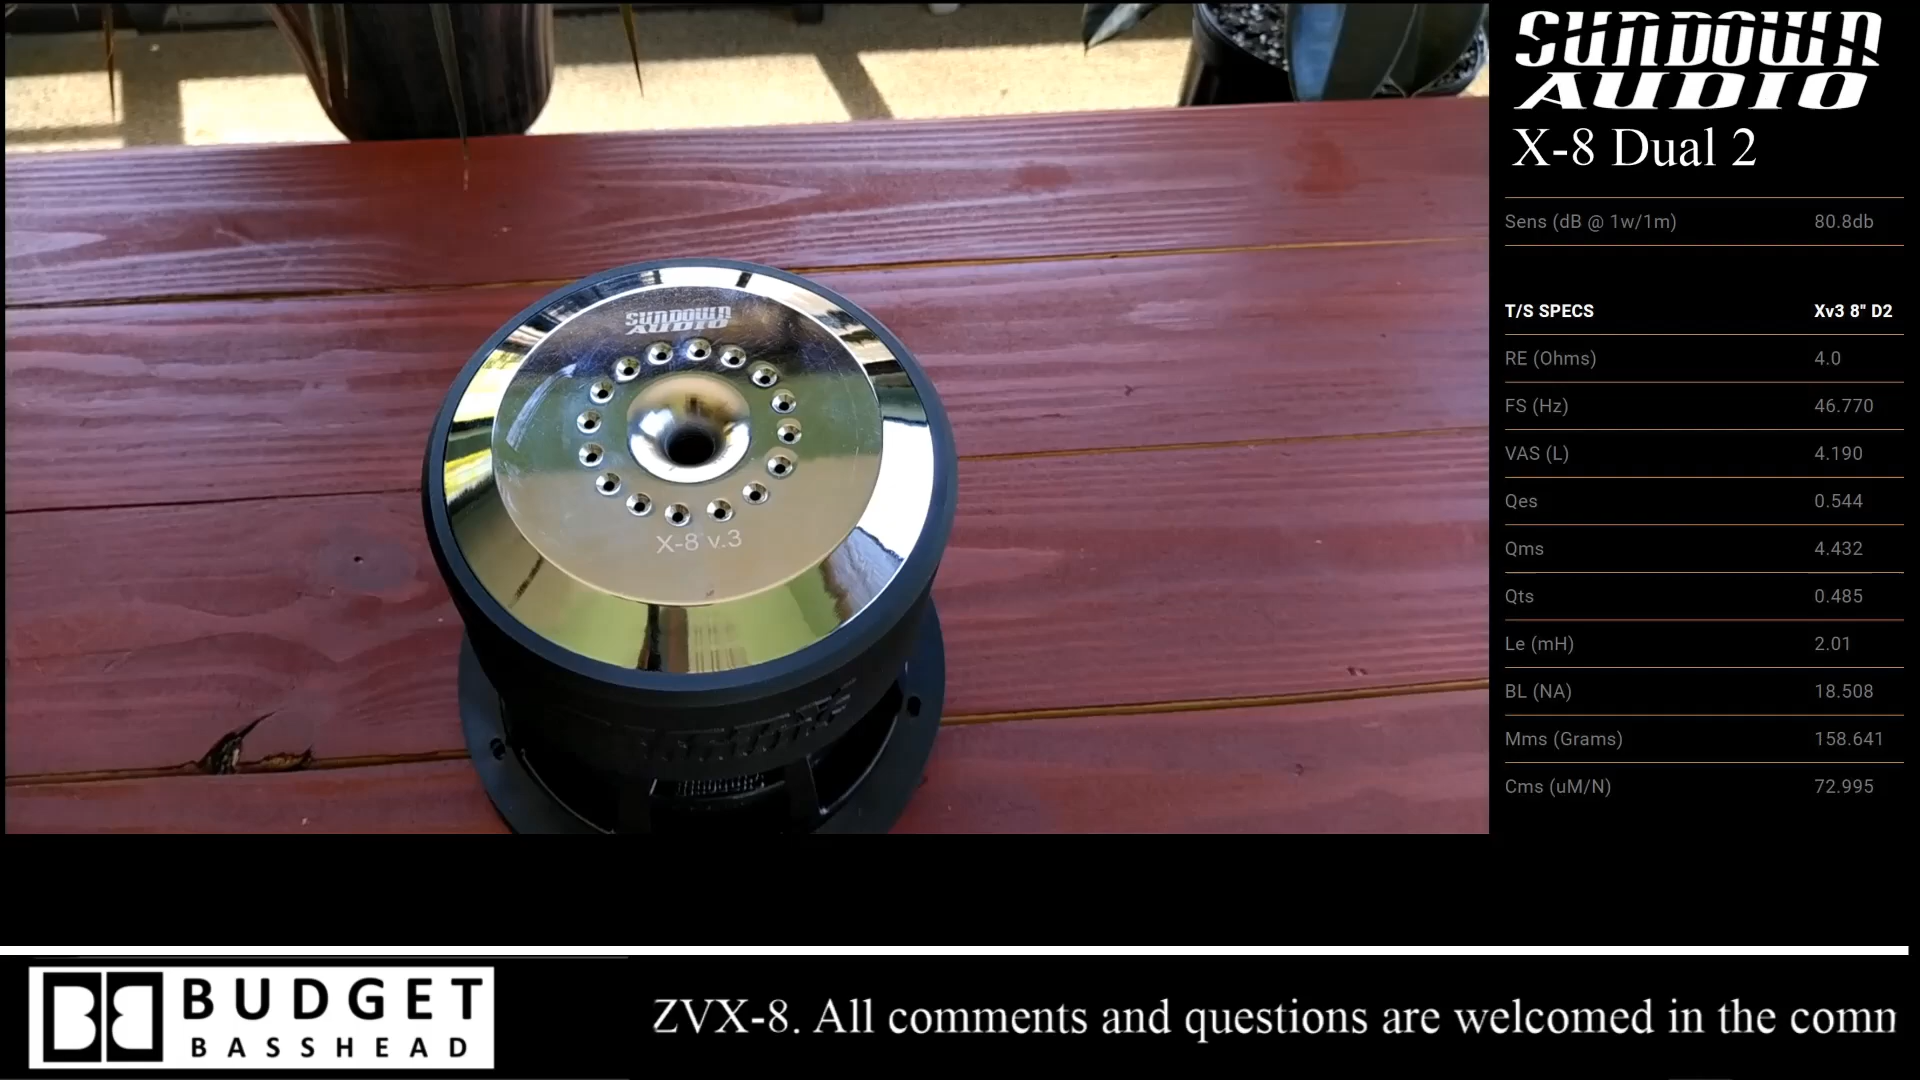 SUNDOWN
AUDIO
X-8 Dual 2
Sens (dB @ 1w/1m) 80.8db
T/S SPECS Xv3 8" D2
RE (Ohms) 4.0
FS (Hz) 46.770
VAS (L) 4.190
Qes 0.544
Qms 4.432
Qts 0.485
Le (mH) 2.01
BL (NA) 18.508
Mms (Grams) 158.641
Cms (uM/N) 72.995
SUNDOWN
AUDIO
X-8 v.3
BUDGET
BASSHEAD
ZVX-8. All comments and questions are welcomed in the comm